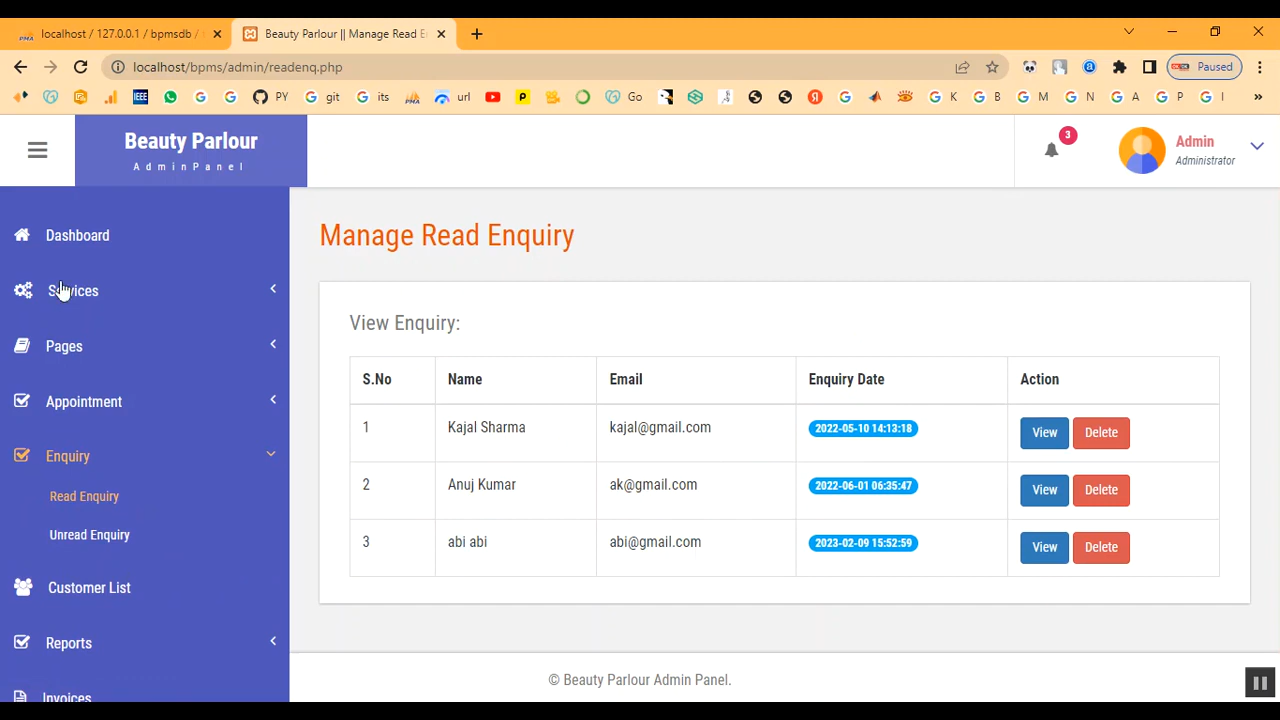 localhost / 127.0.0.1 / bpmsdb /
Beauty Parlour || Manage Read E
localhost/bpms/admin/readenq.php
Paused
IEEE
PY
git
its
url
Go
K
B
M
N
A
P
I
Beauty Parlour
AdminPanel
3
Admin
Administrator
Dashboard
Services
Pages
Appointment
Enquiry
Read Enquiry
Unread Enquiry
Customer List
Reports
Invoices
Manage Read Enquiry
View Enquiry:
S.No Name Email Enquiry Date Action
1 Kajal Sharma kajal@gmail.com 2022-05-10 14:13:18 View Delete
2 Anuj Kumar ak@gmail.com 2022-06-01 06:35:47 View Delete
3 abi abi abi@gmail.com 2023-02-09 15:52:59 View Delete
© Beauty Parlour Admin Panel.